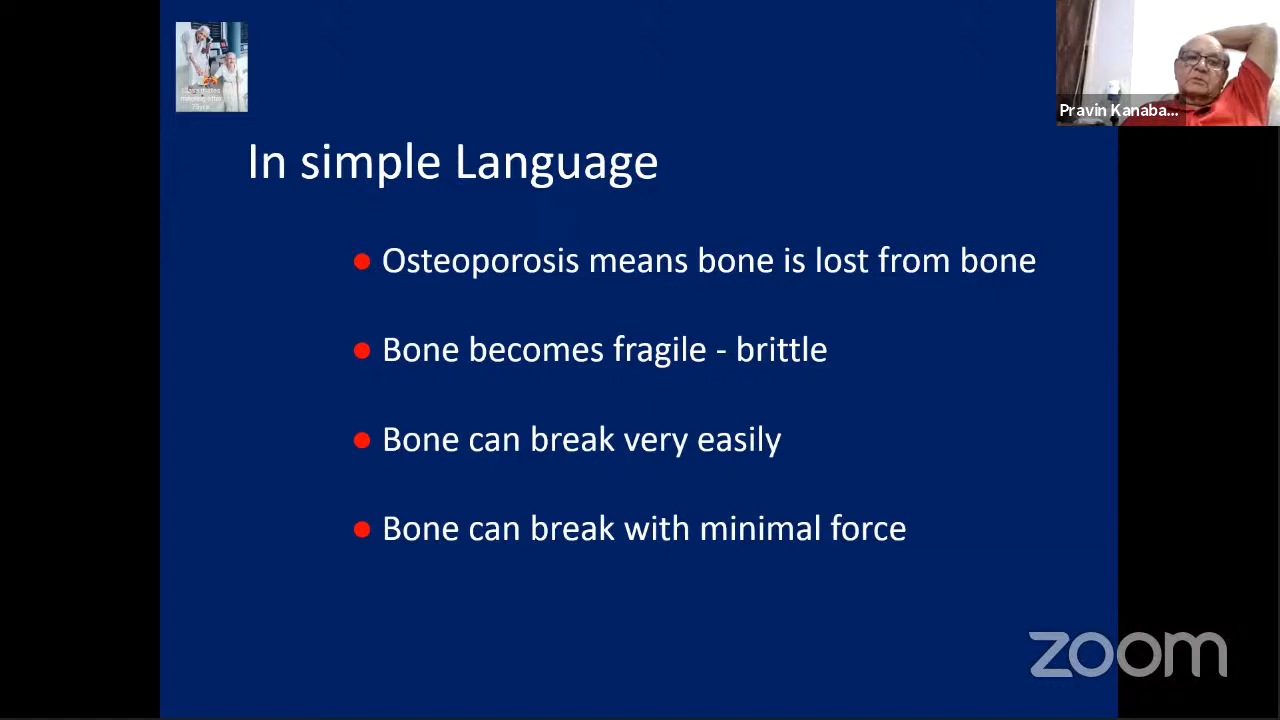 Pravin Kanaba...
In simple Language
Osteoporosis means bone is lost from bone
Bone becomes fragile - brittle
Bone can break very easily
Bone can break with minimal force
zoom